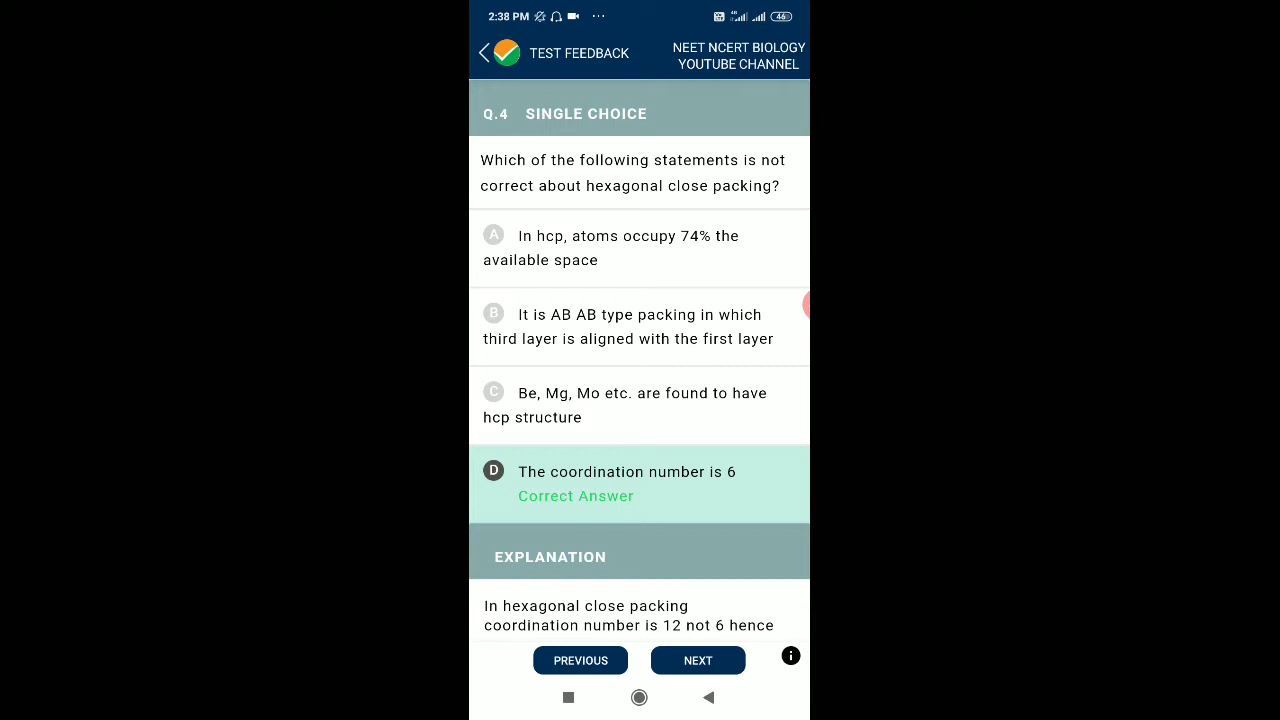 2:38 PM ... 4G 46
TEST FEEDBACK
NEET NCERT BIOLOGY
YOUTUBE CHANNEL
Q.4 SINGLE CHOICE
Which of the following statements is not
correct about hexagonal close packing?
A In hcp, atoms occupy 74% the
available space
B It is AB AB type packing in which
third layer is aligned with the first layer
C Be, Mg, Mo etc. are found to have
hcp structure
D The coordination number is 6
Correct Answer
EXPLANATION
In hexagonal close packing
coordination number is 12 not 6 hence
PREVIOUS NEXT i